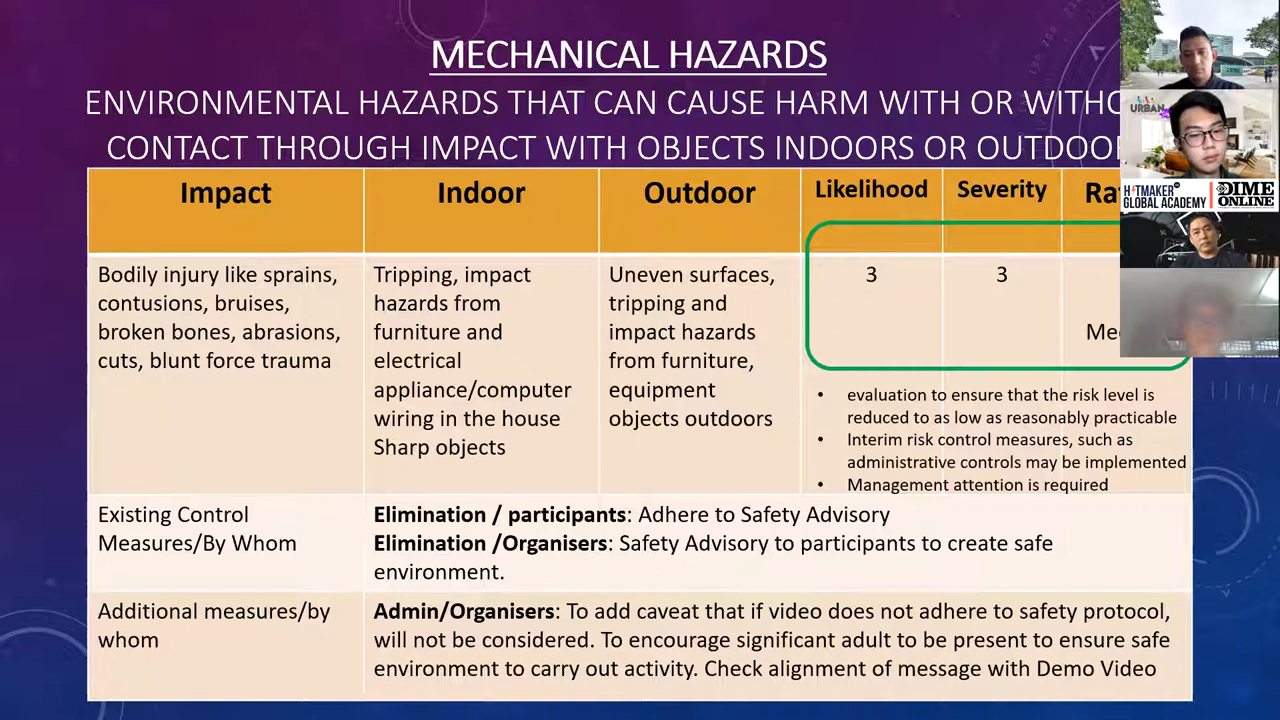 MECHANICAL HAZARDS
ENVIRONMENTAL HAZARDS THAT CAN CAUSE HARM WITH OR
CONTACT THROUGH IMPACT WITH OBJECTS INDOORS OR
Impact
Indoor
Outdoor
Likelihood
Severity
Bodily injury like sprains,
contusions, bruises,
broken bones, abrasions,
cuts, blunt force trauma
Tripping, impact
hazards from
furniture and
electrical
appliance/computer
wiring in the house
Sharp objects
Uneven surfaces,
tripping and
impact hazards
from furniture,
equipment
objects outdoors
3
3
• evaluation to ensure that the risk level is
reduced to as low as reasonably practicable
• Interim risk control measures, such as
administrative controls may be implemented
• Management attention is required
Existing Control
Measures/By Whom
Elimination / participants: Adhere to Safety Advisory
Elimination /Organisers: Safety Advisory to participants to create safe
environment.
Additional measures/by
whom
Admin/Organisers: To add caveat that if video does not adhere to safety protocol,
will not be considered. To encourage significant adult to be present to ensure safe
environment to carry out activity. Check alignment of message with Demo Video
URBAN
HITMAKER
GLOBAL ACADEMY
DIME
ONLINE